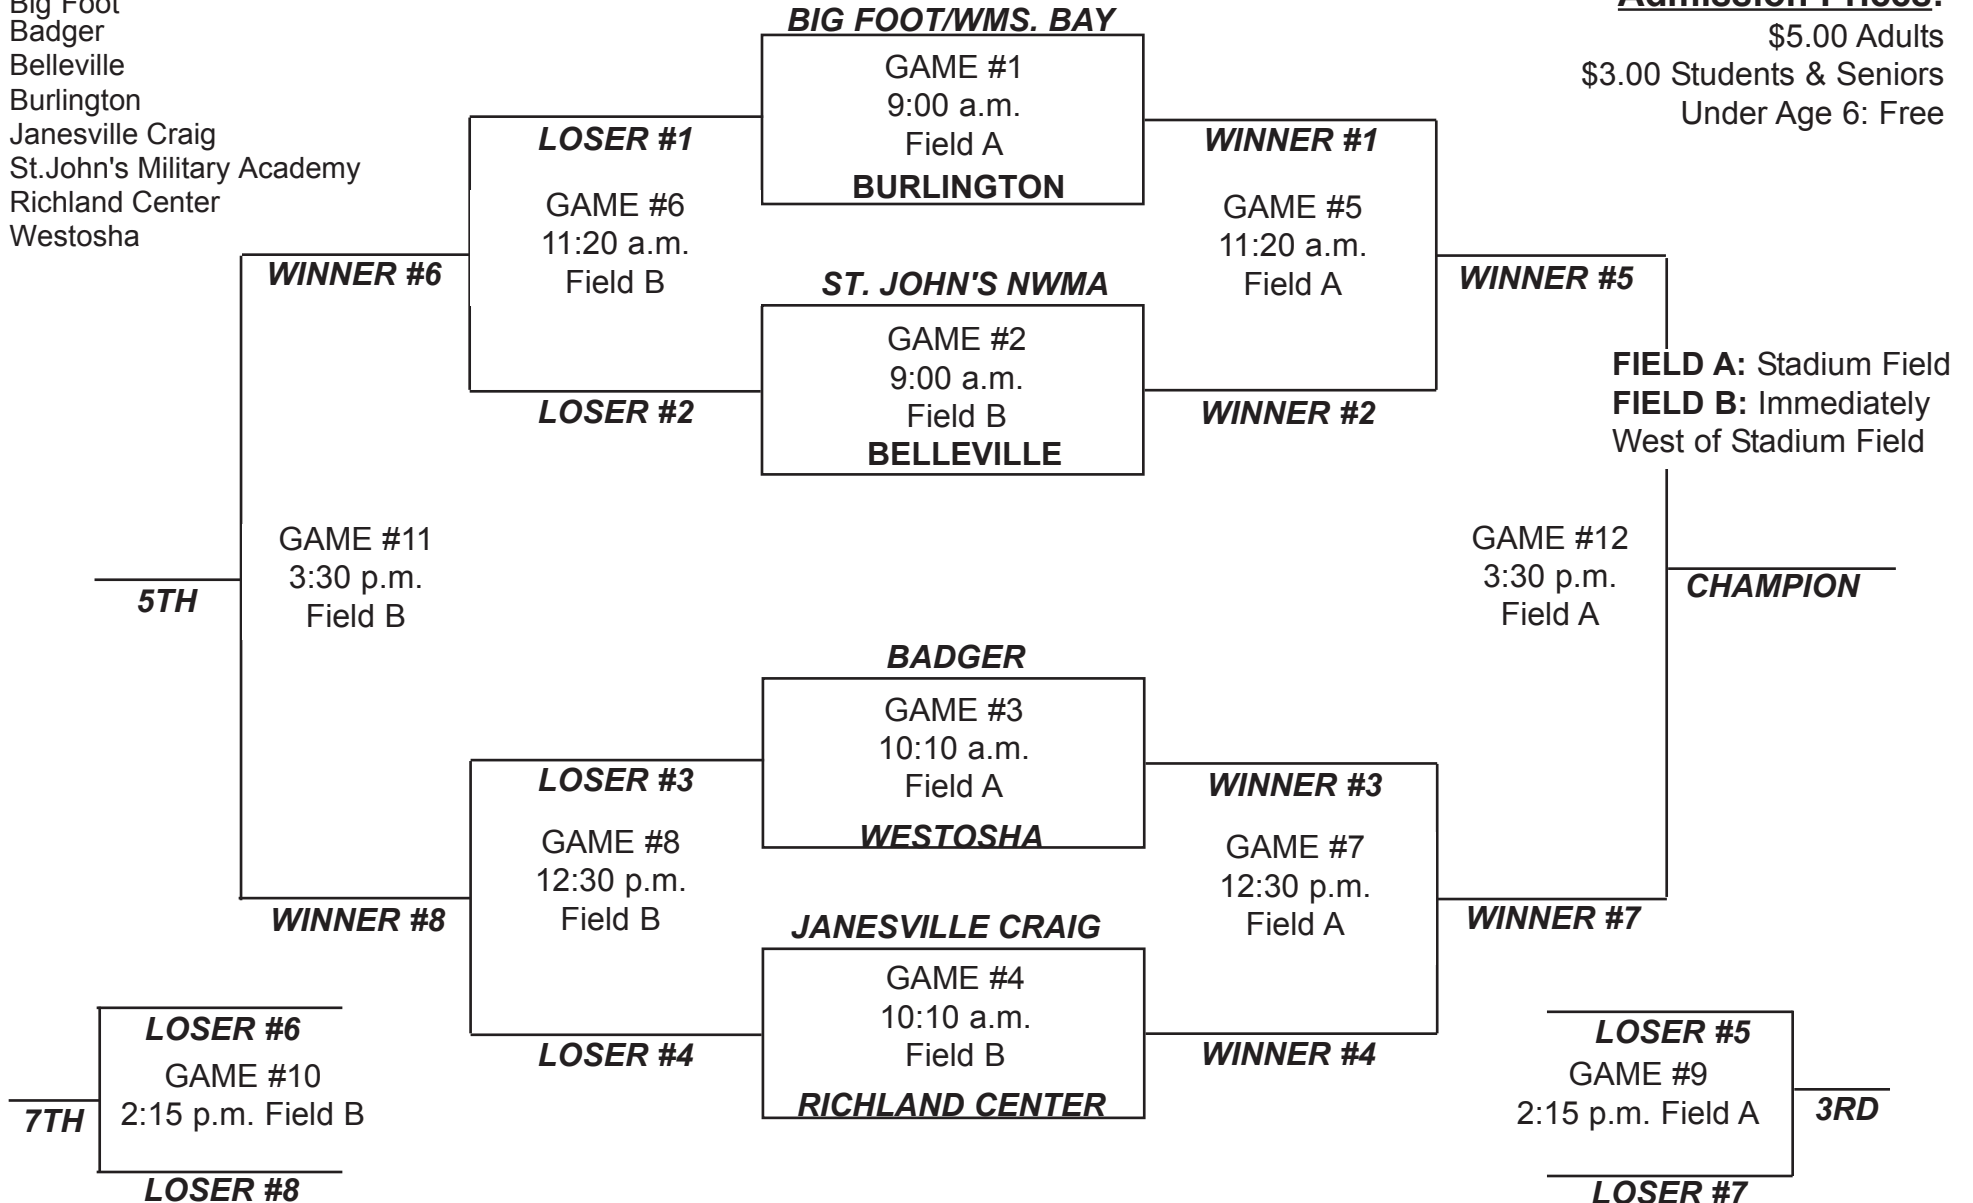 Big Foot
Badger
Belleville
Burlington
Janesville Craig
St.John's Military Academy
Richland Center
Westosha
Admission Prices:
$5.00 Adults
$3.00 Students & Seniors
Under Age 6: Free
BIG FOOT/WMS. BAY
GAME #1
9:00 a.m.
Field A
BURLINGTON
LOSER #1
GAME #6
11:20 a.m.
Field B
LOSER #2
WINNER #1
GAME #5
11:20 a.m.
Field A
WINNER #2
ST. JOHN'S NWMA
GAME #2
9:00 a.m.
Field B
BELLEVILLE
WINNER #6
WINNER #5
FIELD A: Stadium Field
FIELD B: Immediately
West of Stadium Field
GAME #11
3:30 p.m.
Field B
5TH
GAME #12
3:30 p.m.
Field A
CHAMPION
BADGER
GAME #3
10:10 a.m.
Field A
WESTOSHA
LOSER #3
GAME #8
12:30 p.m.
Field B
LOSER #4
WINNER #3
GAME #7
12:30 p.m.
Field A
WINNER #4
JANESVILLE CRAIG
GAME #4
10:10 a.m.
Field B
RICHLAND CENTER
WINNER #8
WINNER #7
LOSER #6
GAME #10
2:15 p.m. Field B
7TH
LOSER #8
LOSER #5
GAME #9
2:15 p.m. Field A
3RD
LOSER #7